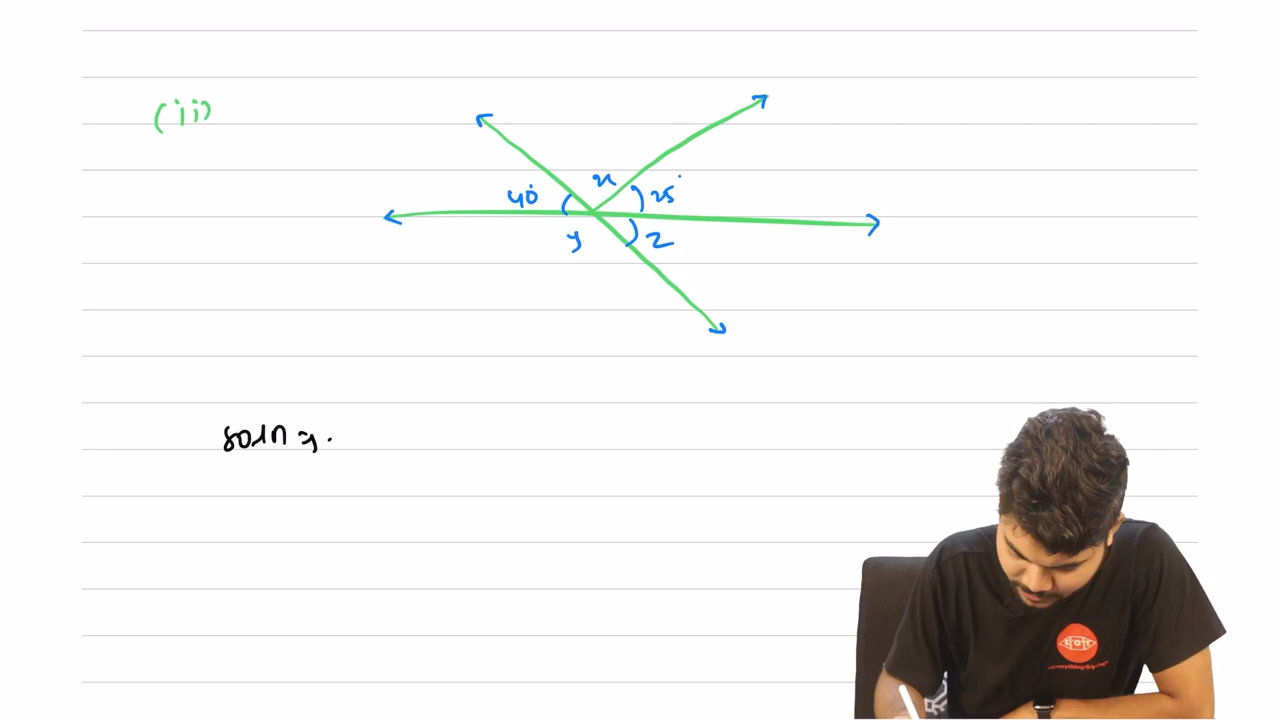 (ii)
x
40° 25°
y z
soln ⇒.